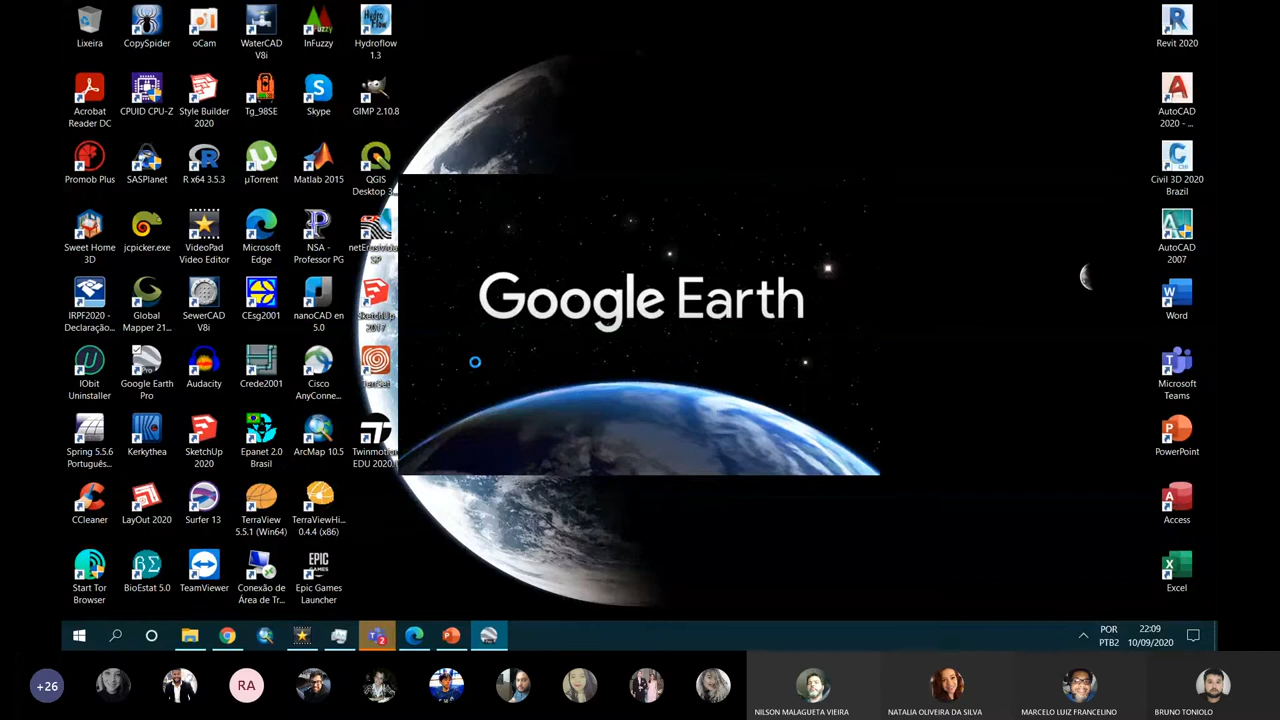 Lixeira
CopySpider
oCam
WaterCAD
V8i
InFuzzy
Hydroflow
1.3
Revit 2020
Acrobat
Reader DC
CPUID CPU-Z
Style Builder
2020
Tg_98SE
Skype
GIMP 2.10.8
AutoCAD
2020 - ...
Promob Plus
SASPlanet
R x64 3.5.3
µTorrent
Matlab 2015
QGIS
Desktop 3...
Civil 3D 2020
Brazil
Sweet Home
3D
jcpicker.exe
VideoPad
Video Editor
Microsoft
Edge
NSA -
Professor PG
AutoCAD
2007
Google Earth
IRPF2020 -
Declaração...
Global
Mapper 21...
SewerCAD
V8i
CEsg2001
nanoCAD en
5.0
SketchUp
2017
Word
IObit
Uninstaller
Google Earth
Pro
Audacity
Crede2001
Cisco
AnyConne...
Microsoft
Teams
Spring 5.5.6
Português...
Kerkythea
SketchUp
2020
Epanet 2.0
Brasil
ArcMap 10.5
Twinmotion
EDU 2020...
PowerPoint
CCleaner
LayOut 2020
Surfer 13
TerraView
5.5.1 (Win64)
TerraViewHi...
0.4.4 (x86)
Access
Start Tor
Browser
BioEstat 5.0
TeamViewer
Conexão de
Área de Tr...
EPIC
GAMES
Epic Games
Launcher
Excel
2
POR
PTB2
22:09
10/09/2020
+26
RA
NILSON MALAGUETA VIEIRA
NATALIA OLIVEIRA DA SILVA
MARCELO LUIZ FRANCELINO
BRUNO TONIOLO